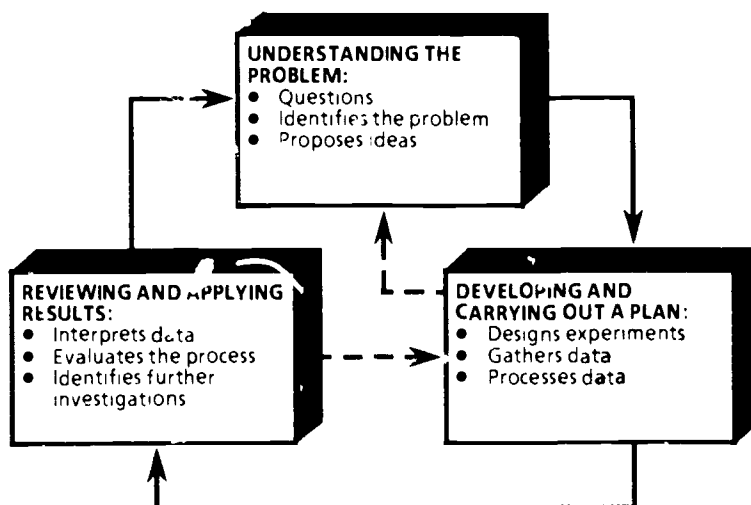 UNDERSTANDING THE
PROBLEM:
● Questions
● Identifies the problem
● Proposes ideas
REVIEWING AND APPLYING
RESULTS:
● Interprets data
● Evaluates the process
● Identifies further
investigations
DEVELOPING AND
CARRYING OUT A PLAN:
● Designs experiments
● Gathers data
● Processes data